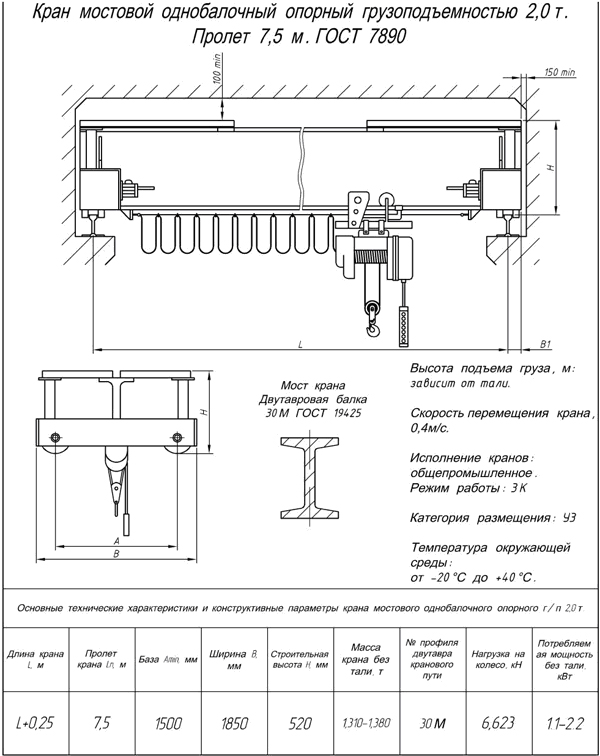 Кран мостовой однобалочный опорный грузоподъемностью 2,0 т.
Пролет 7,5 м. ГОСТ 7890
100 min
150 min
H
L
B1
H
A
B
Мост крана
Двутавровая балка
30 М ГОСТ 19425
Высота подъема груза, м:
зависит от тали.
Скорость перемещения крана,
0,4м/с.
Исполнение кранов:
общепромышленное.
Режим работы: 3 К
Категория размещения: У3
Температура окружающей
среды:
от -20 °С до +40 °С.
Основные технические характеристики и конструктивные параметры крана мостового однобалочного опорного г/п 2,0 т
Длина крана
L, м
Пролет
крана Lп, м
База Amin, мм
Ширина В,
мм
Строительная
высота Н, мм
Масса
крана без
тали, т
№ профиля
двутавра
кранового
пути
Нагрузка на
колесо, кН
Потребляем
ая мощность
без тали,
кВт
L+0,25
7,5
1500
1850
520
1,310-1,380
30 М
6,623
1.1-2.2